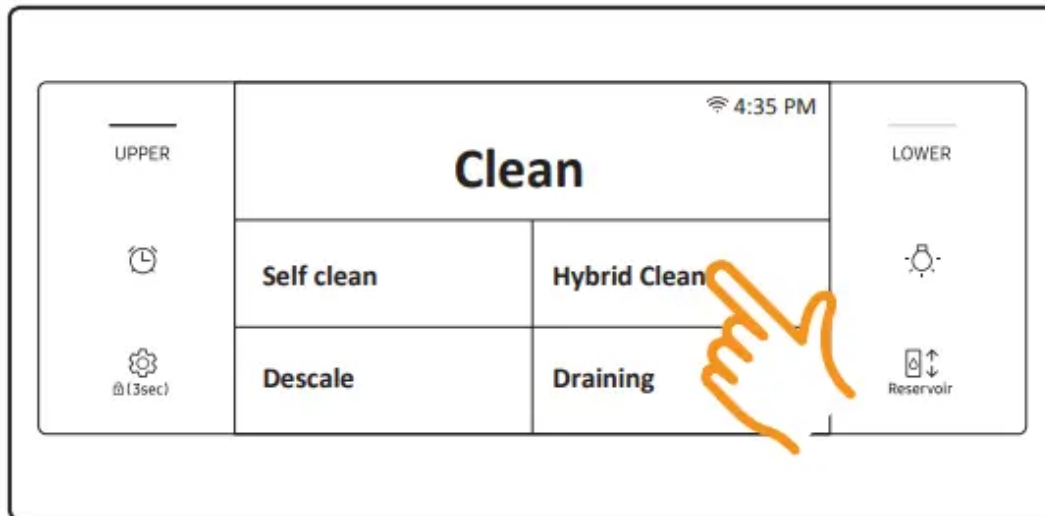 4:35 PM
UPPER
Clean
LOWER
Self clean
Hybrid Clean
(3sec)
Descale
Draining
Reservoir